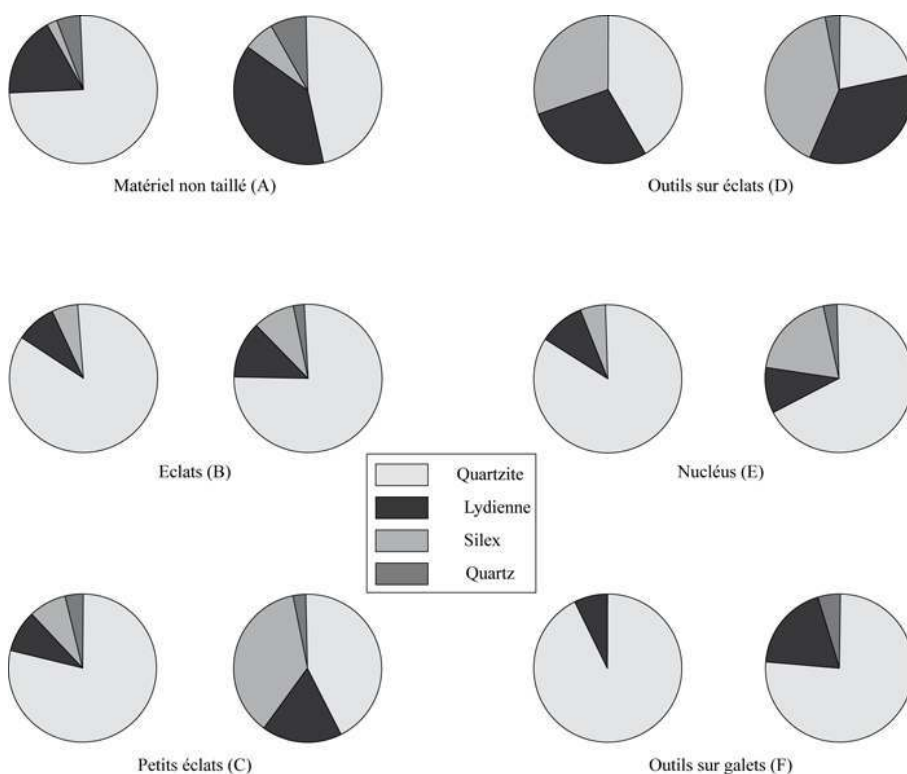 Matériel non taillé (A)
Outils sur éclats (D)
Eclats (B)
Nucléus (E)
Quartzite
Lydienne
Silex
Quartz
Petits éclats (C)
Outils sur galets (F)